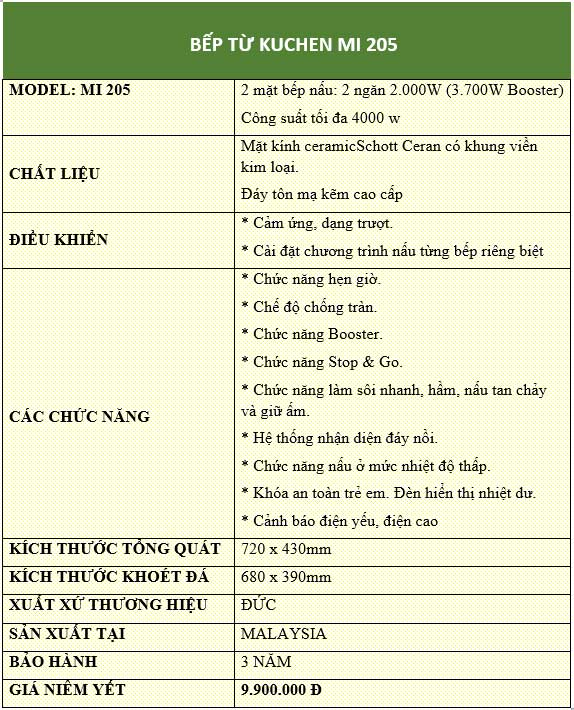 BẾP TỪ KUCHEN MI 205
MODEL: MI 205
2 mặt bếp nấu: 2 ngăn 2.000W (3.700W Booster)
Công suất tối đa 4000 w
CHẤT LIỆU
Mặt kính ceramicSchott Ceran có khung viền
kim loại.
Đáy tôn mạ kẽm cao cấp
ĐIỀU KHIỂN
* Cảm ứng, dạng trượt.
* Cài đặt chương trình nấu từng bếp riêng biệt
CÁC CHỨC NĂNG
* Chức năng hẹn giờ.
* Chế độ chống tràn.
* Chức năng Booster.
* Chức năng Stop & Go.
* Chức năng làm sôi nhanh, hầm, nấu tan chảy
và giữ ấm.
* Hệ thống nhận diện đáy nồi.
* Chức năng nấu ở mức nhiệt độ thấp.
* Khóa an toàn trẻ em. Đèn hiển thị nhiệt dư.
* Cảnh báo điện yếu, điện cao
KÍCH THƯỚC TỔNG QUÁT
720 x 430mm
KÍCH THƯỚC KHOÉT ĐÁ
680 x 390mm
XUẤT XỨ THƯƠNG HIỆU
ĐỨC
SẢN XUẤT TẠI
MALAYSIA
BẢO HÀNH
3 NĂM
GIÁ NIÊM YẾT
9.900.000 Đ